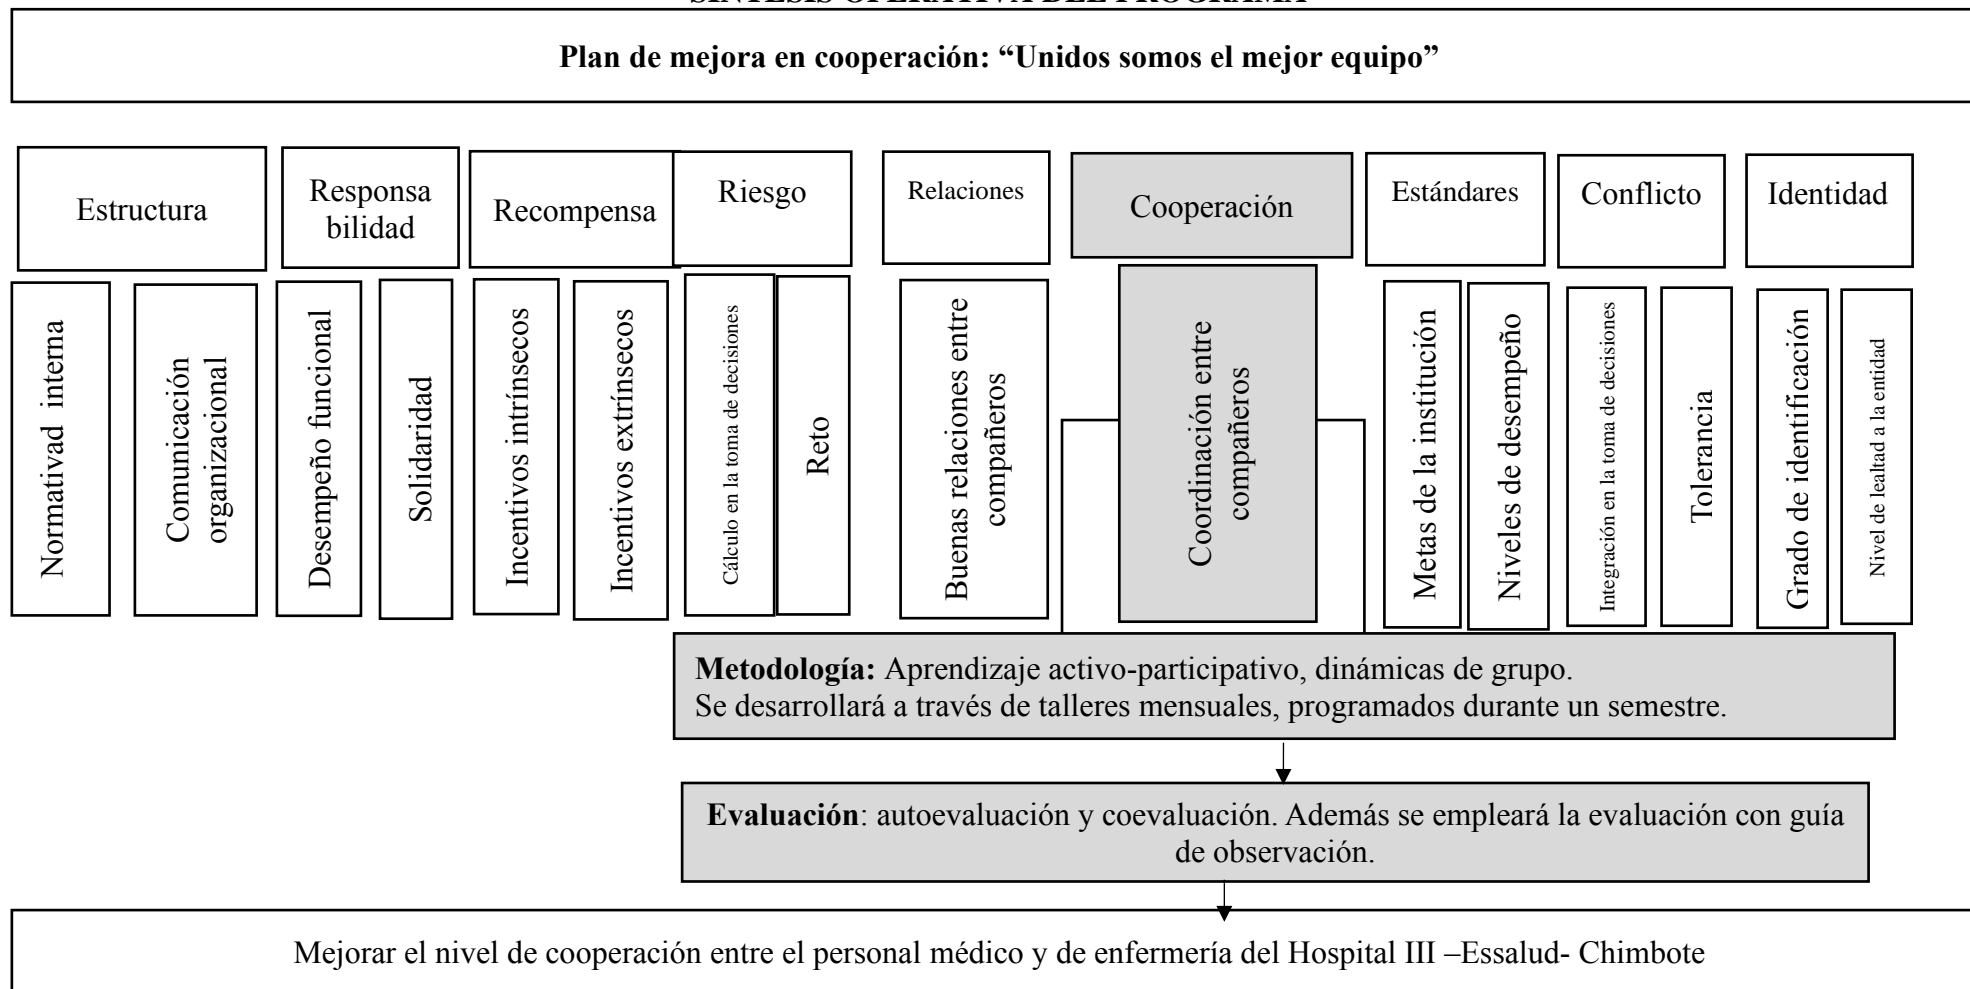 SÍNTESIS OPERATIVA DEL PROGRAMA
Plan de mejora en cooperación: “Unidos somos el mejor equipo”
Estructura
Responsa
bilidad
Recompensa
Riesgo
Relaciones
Cooperación
Estándares
Conflicto
Identidad
Normativad interna
Comunicación
organizacional
Desempeño funcional
Solidaridad
Incentivos intrínsecos
Incentivos extrínsecos
Cálculo en la toma de decisiones
Reto
Buenas relaciones entre
compañeros
Coordinación entre
compañeros
Metas de la institución
Niveles de desempeño
Integración en la toma de decisiones
Tolerancia
Grado de identificación
Nivel de lealtad a la entidad
Metodología: Aprendizaje activo-participativo, dinámicas de grupo.
Se desarrollará a través de talleres mensuales, programados durante un semestre.
Evaluación: autoevaluación y coevaluación. Además se empleará la evaluación con guía
de observación.
Mejorar el nivel de cooperación entre el personal médico y de enfermería del Hospital III –Essalud- Chimbote